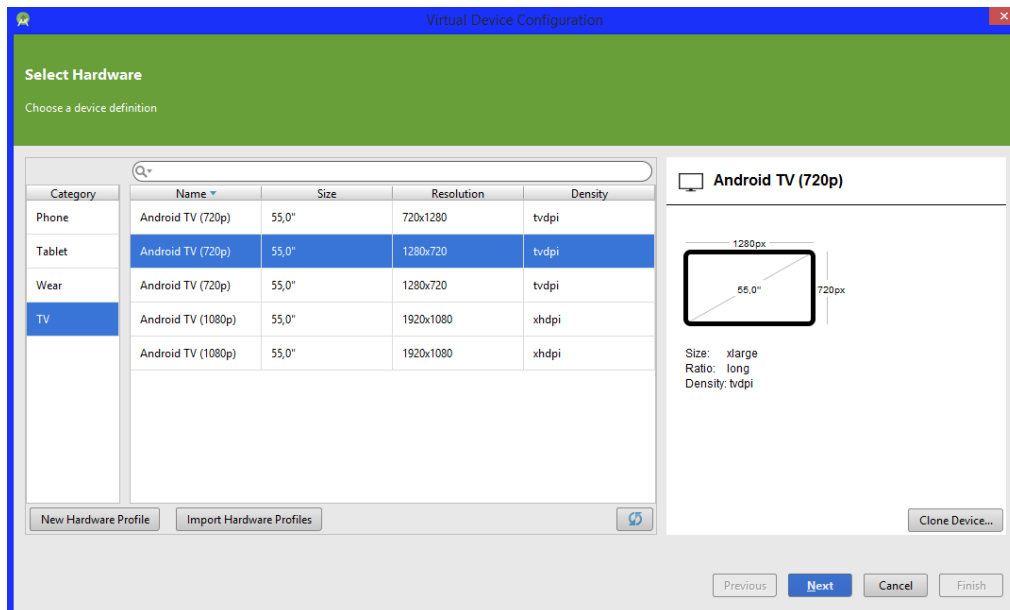 Virtual Device Configuration
Select Hardware
Choose a device definition
Category
Phone
Tablet
Wear
TV
Name Size Resolution Density
Android TV (720p) 55,0" 720x1280 tvdpi
Android TV (720p) 55,0" 1280x720 tvdpi
Android TV (720p) 55,0" 1280x720 tvdpi
Android TV (1080p) 55,0" 1920x1080 xhdpi
Android TV (1080p) 55,0" 1920x1080 xhdpi
New Hardware Profile Import Hardware Profiles
Android TV (720p)
1280px
55,0"
720px
Size: xlarge
Ratio: long
Density: tvdpi
Clone Device...
Previous Next Cancel Finish